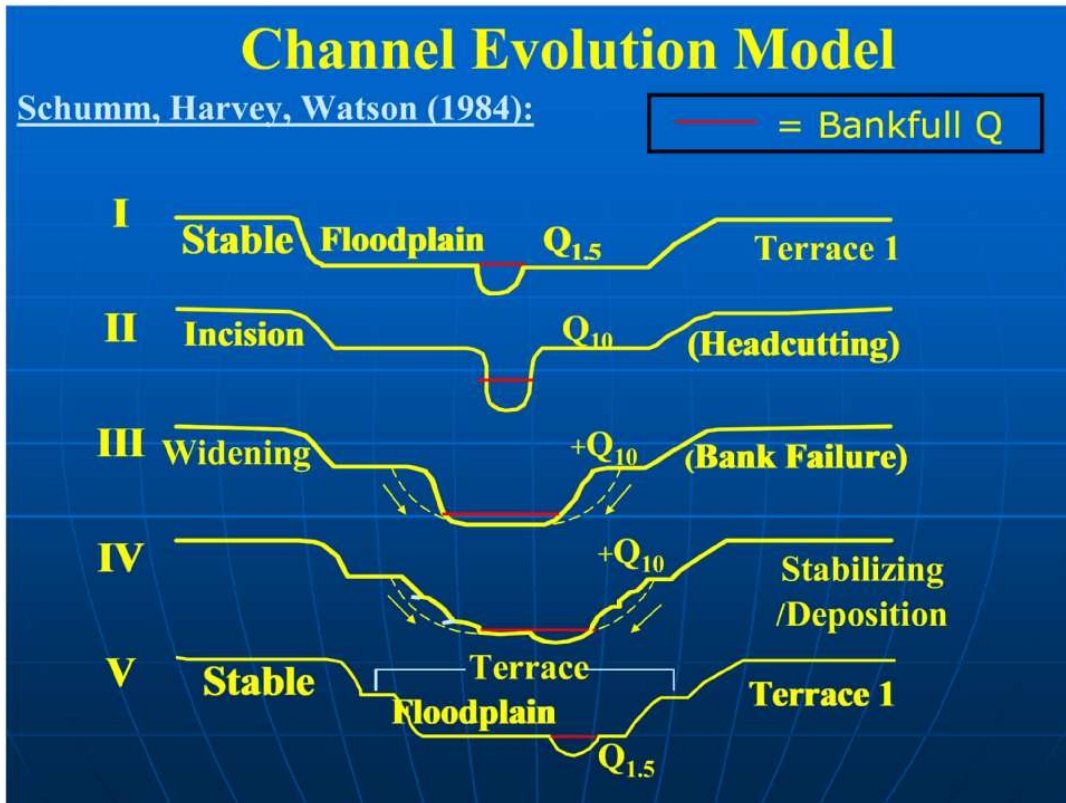 Channel Evolution Model
Schumm, Harvey, Watson (1984):
= Bankfull Q
I
Stable Floodplain Q1.5 Terrace 1
II
Incision Q10 (Headcutting)
III
Widening +Q10 (Bank Failure)
IV
+Q10 Stabilizing
/Deposition
V
Stable Terrace Terrace 1
Floodplain
Q1.5